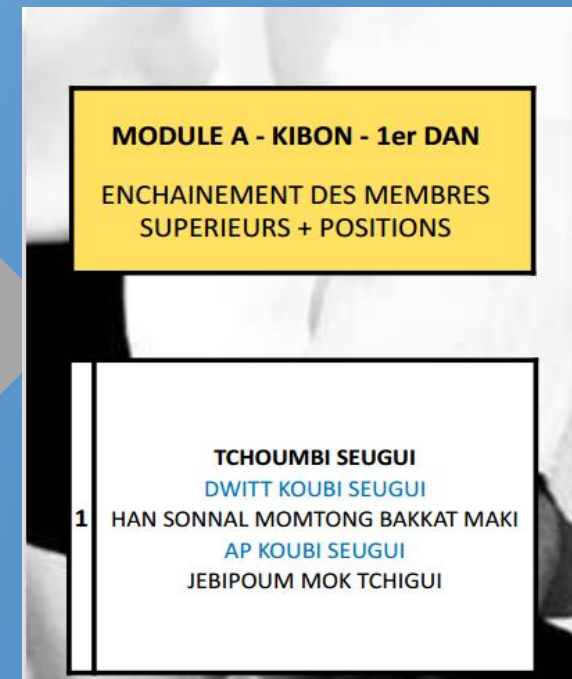 MODULE A - KIBON - 1er DAN
ENCHAINEMENT DES MEMBRES
SUPERIEURS + POSITIONS
1
TCHOUMBI SEUGUI
DWITT KOUBI SEUGUI
HAN SONNAL MOMTONG BAKKAT MAKI
AP KOUBI SEUGUI
JEBIPOUM MOK TCHIGUI